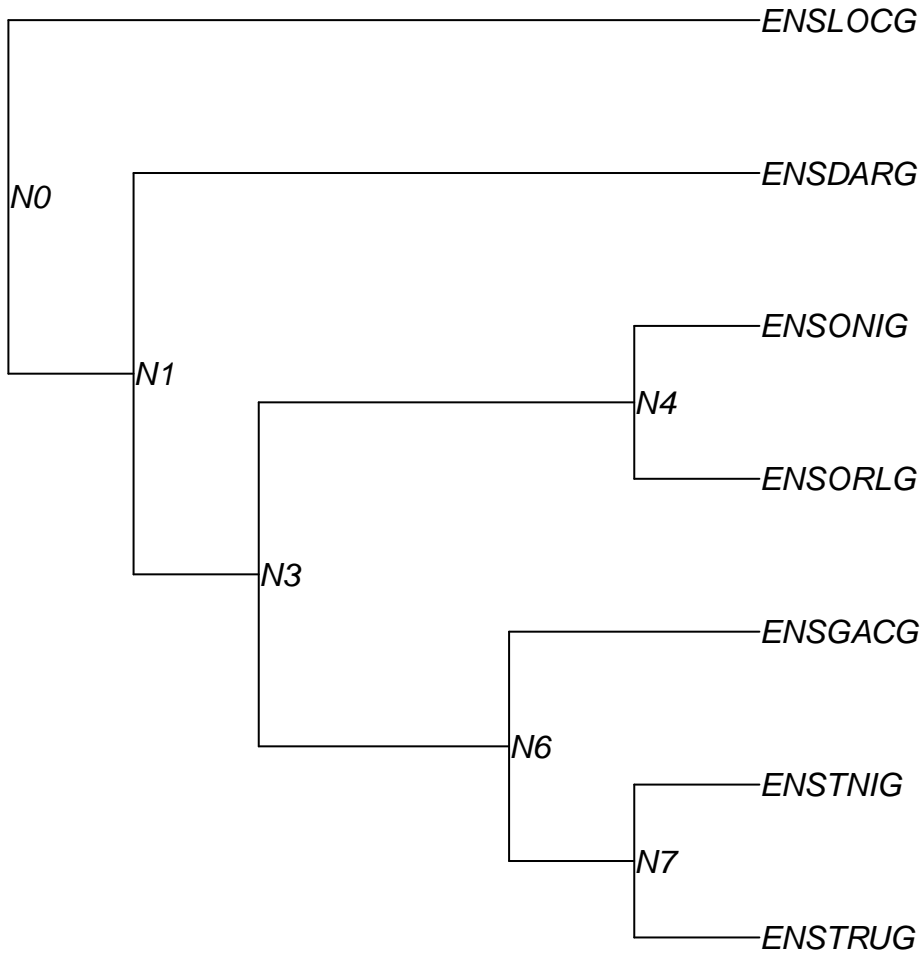 ENSLOCG
ENSDARG
N0
ENSONIG
N1
N4
ENSORLG
N3
ENSGACG
N6
ENSTNIG
N7
ENSTRUG